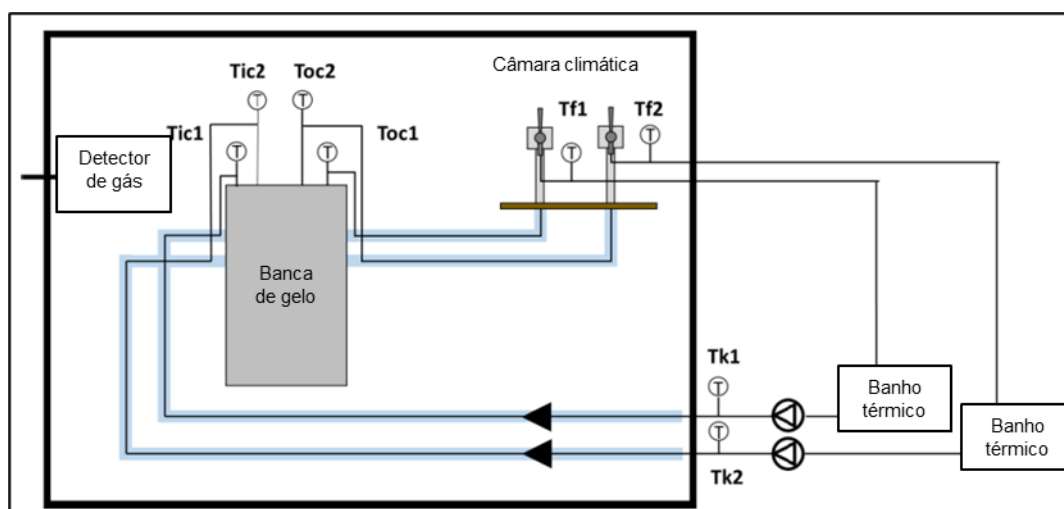 Câmara climática
Tic2
Toc2
T
T
Tf1
Tf2
Tic1
Toc1
T
T
T
T
Detector
de gás
Banca
de gelo
Tk1
T
Banho
térmico
T
Banho
térmico
Tk2